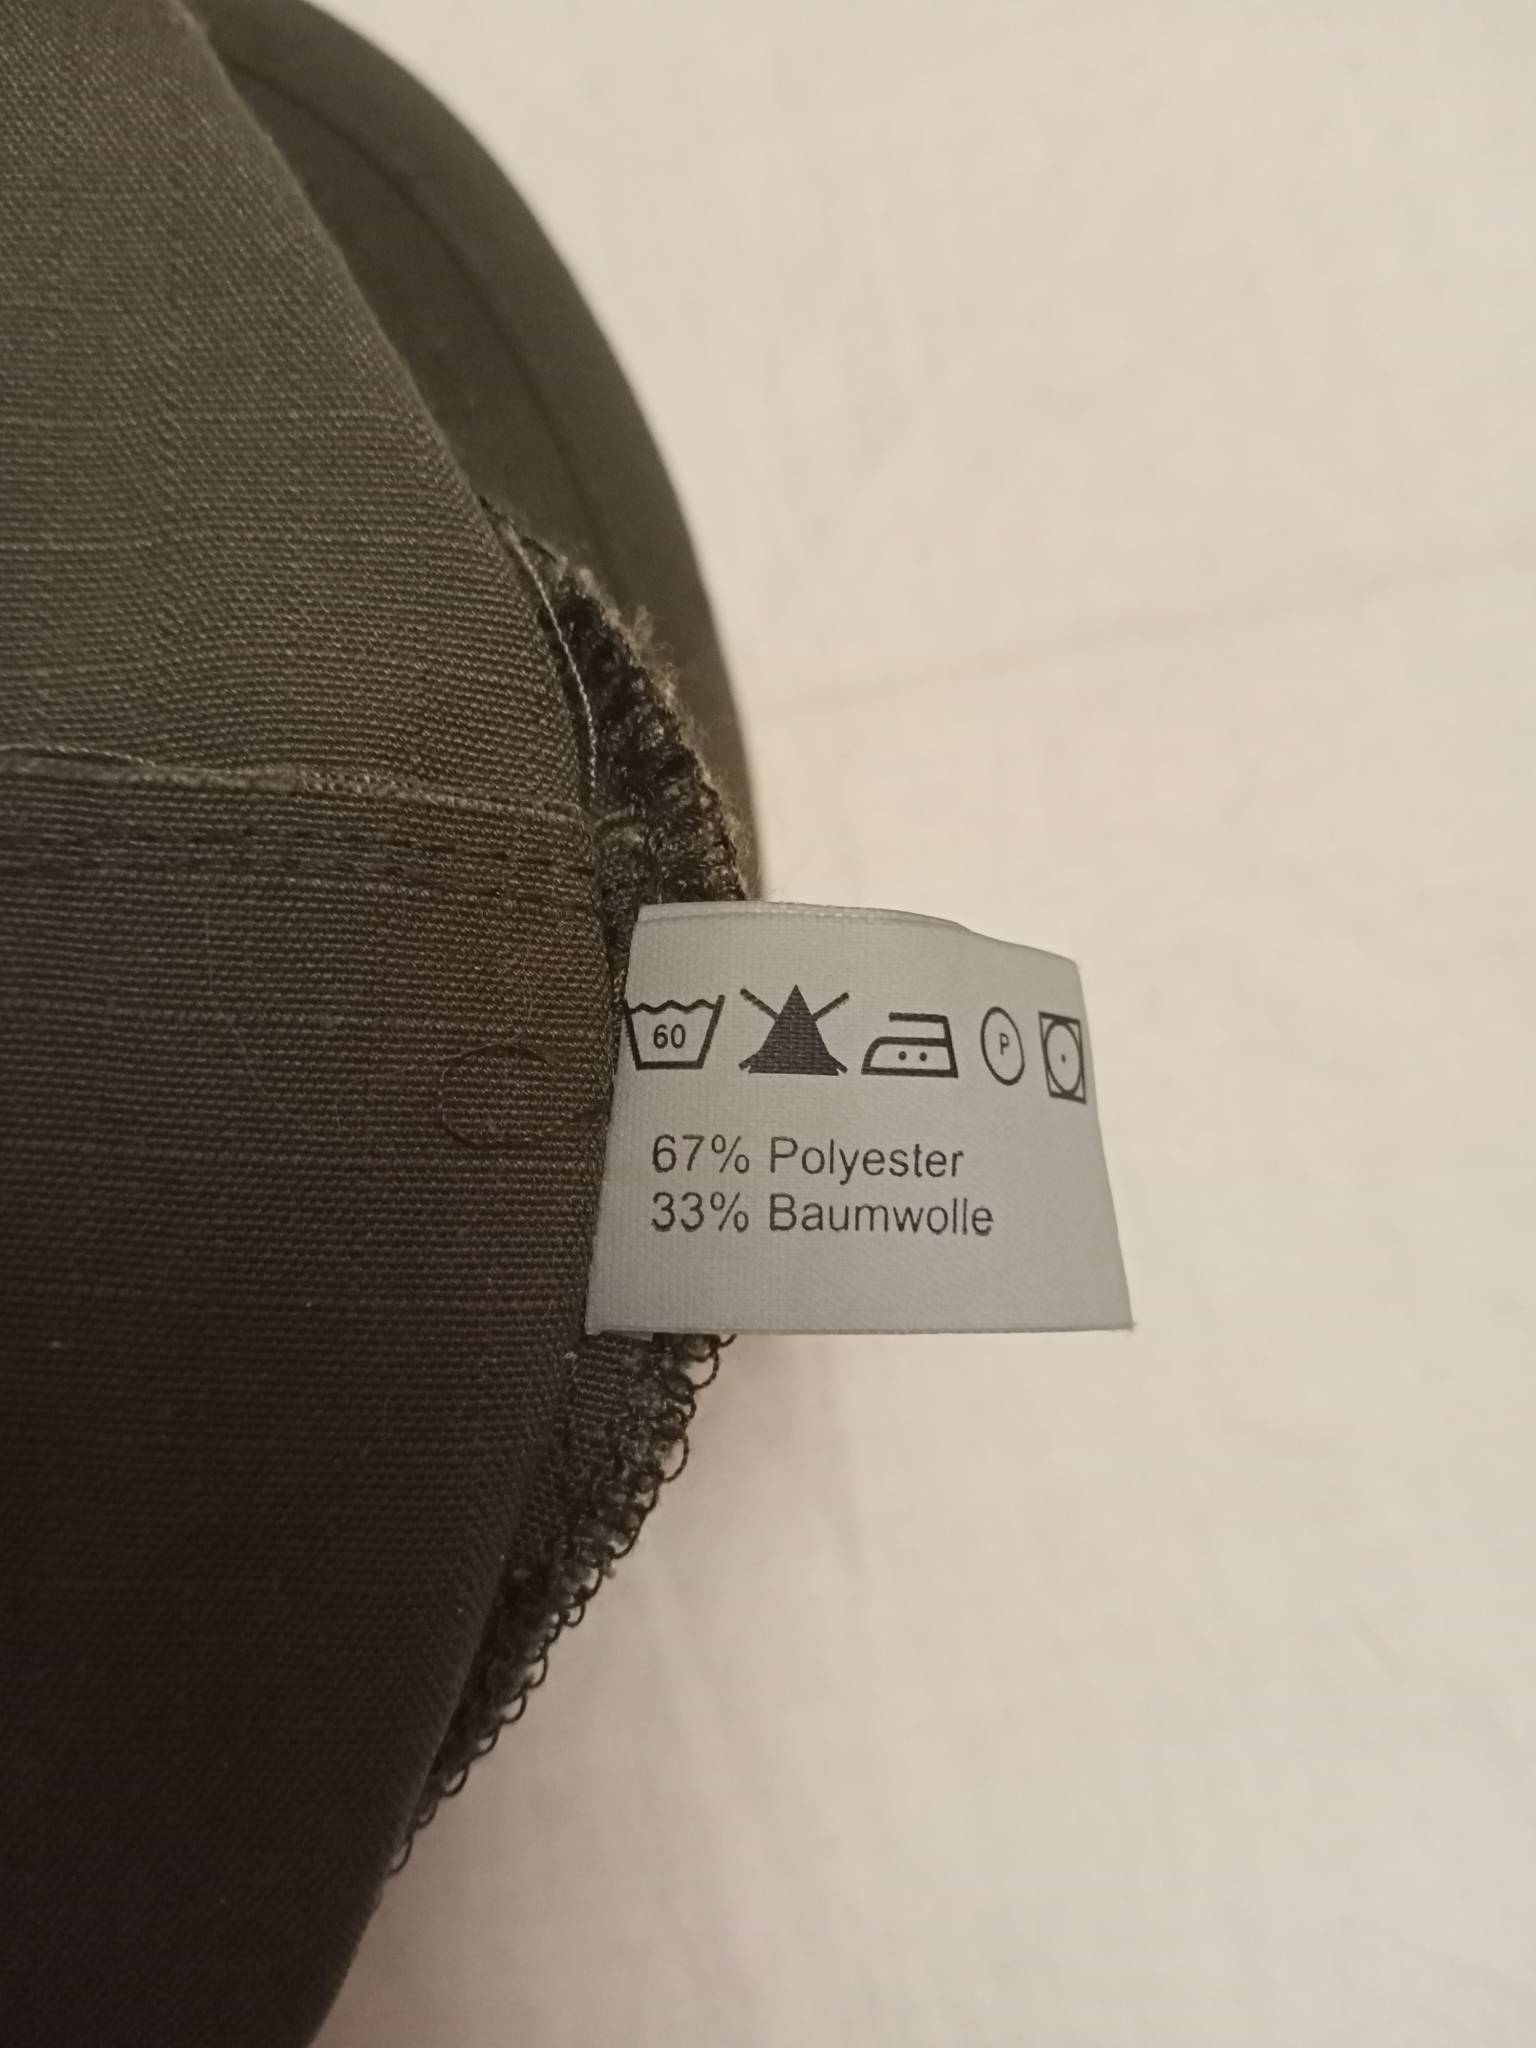 60 P
67% Polyester
33% Baumwolle